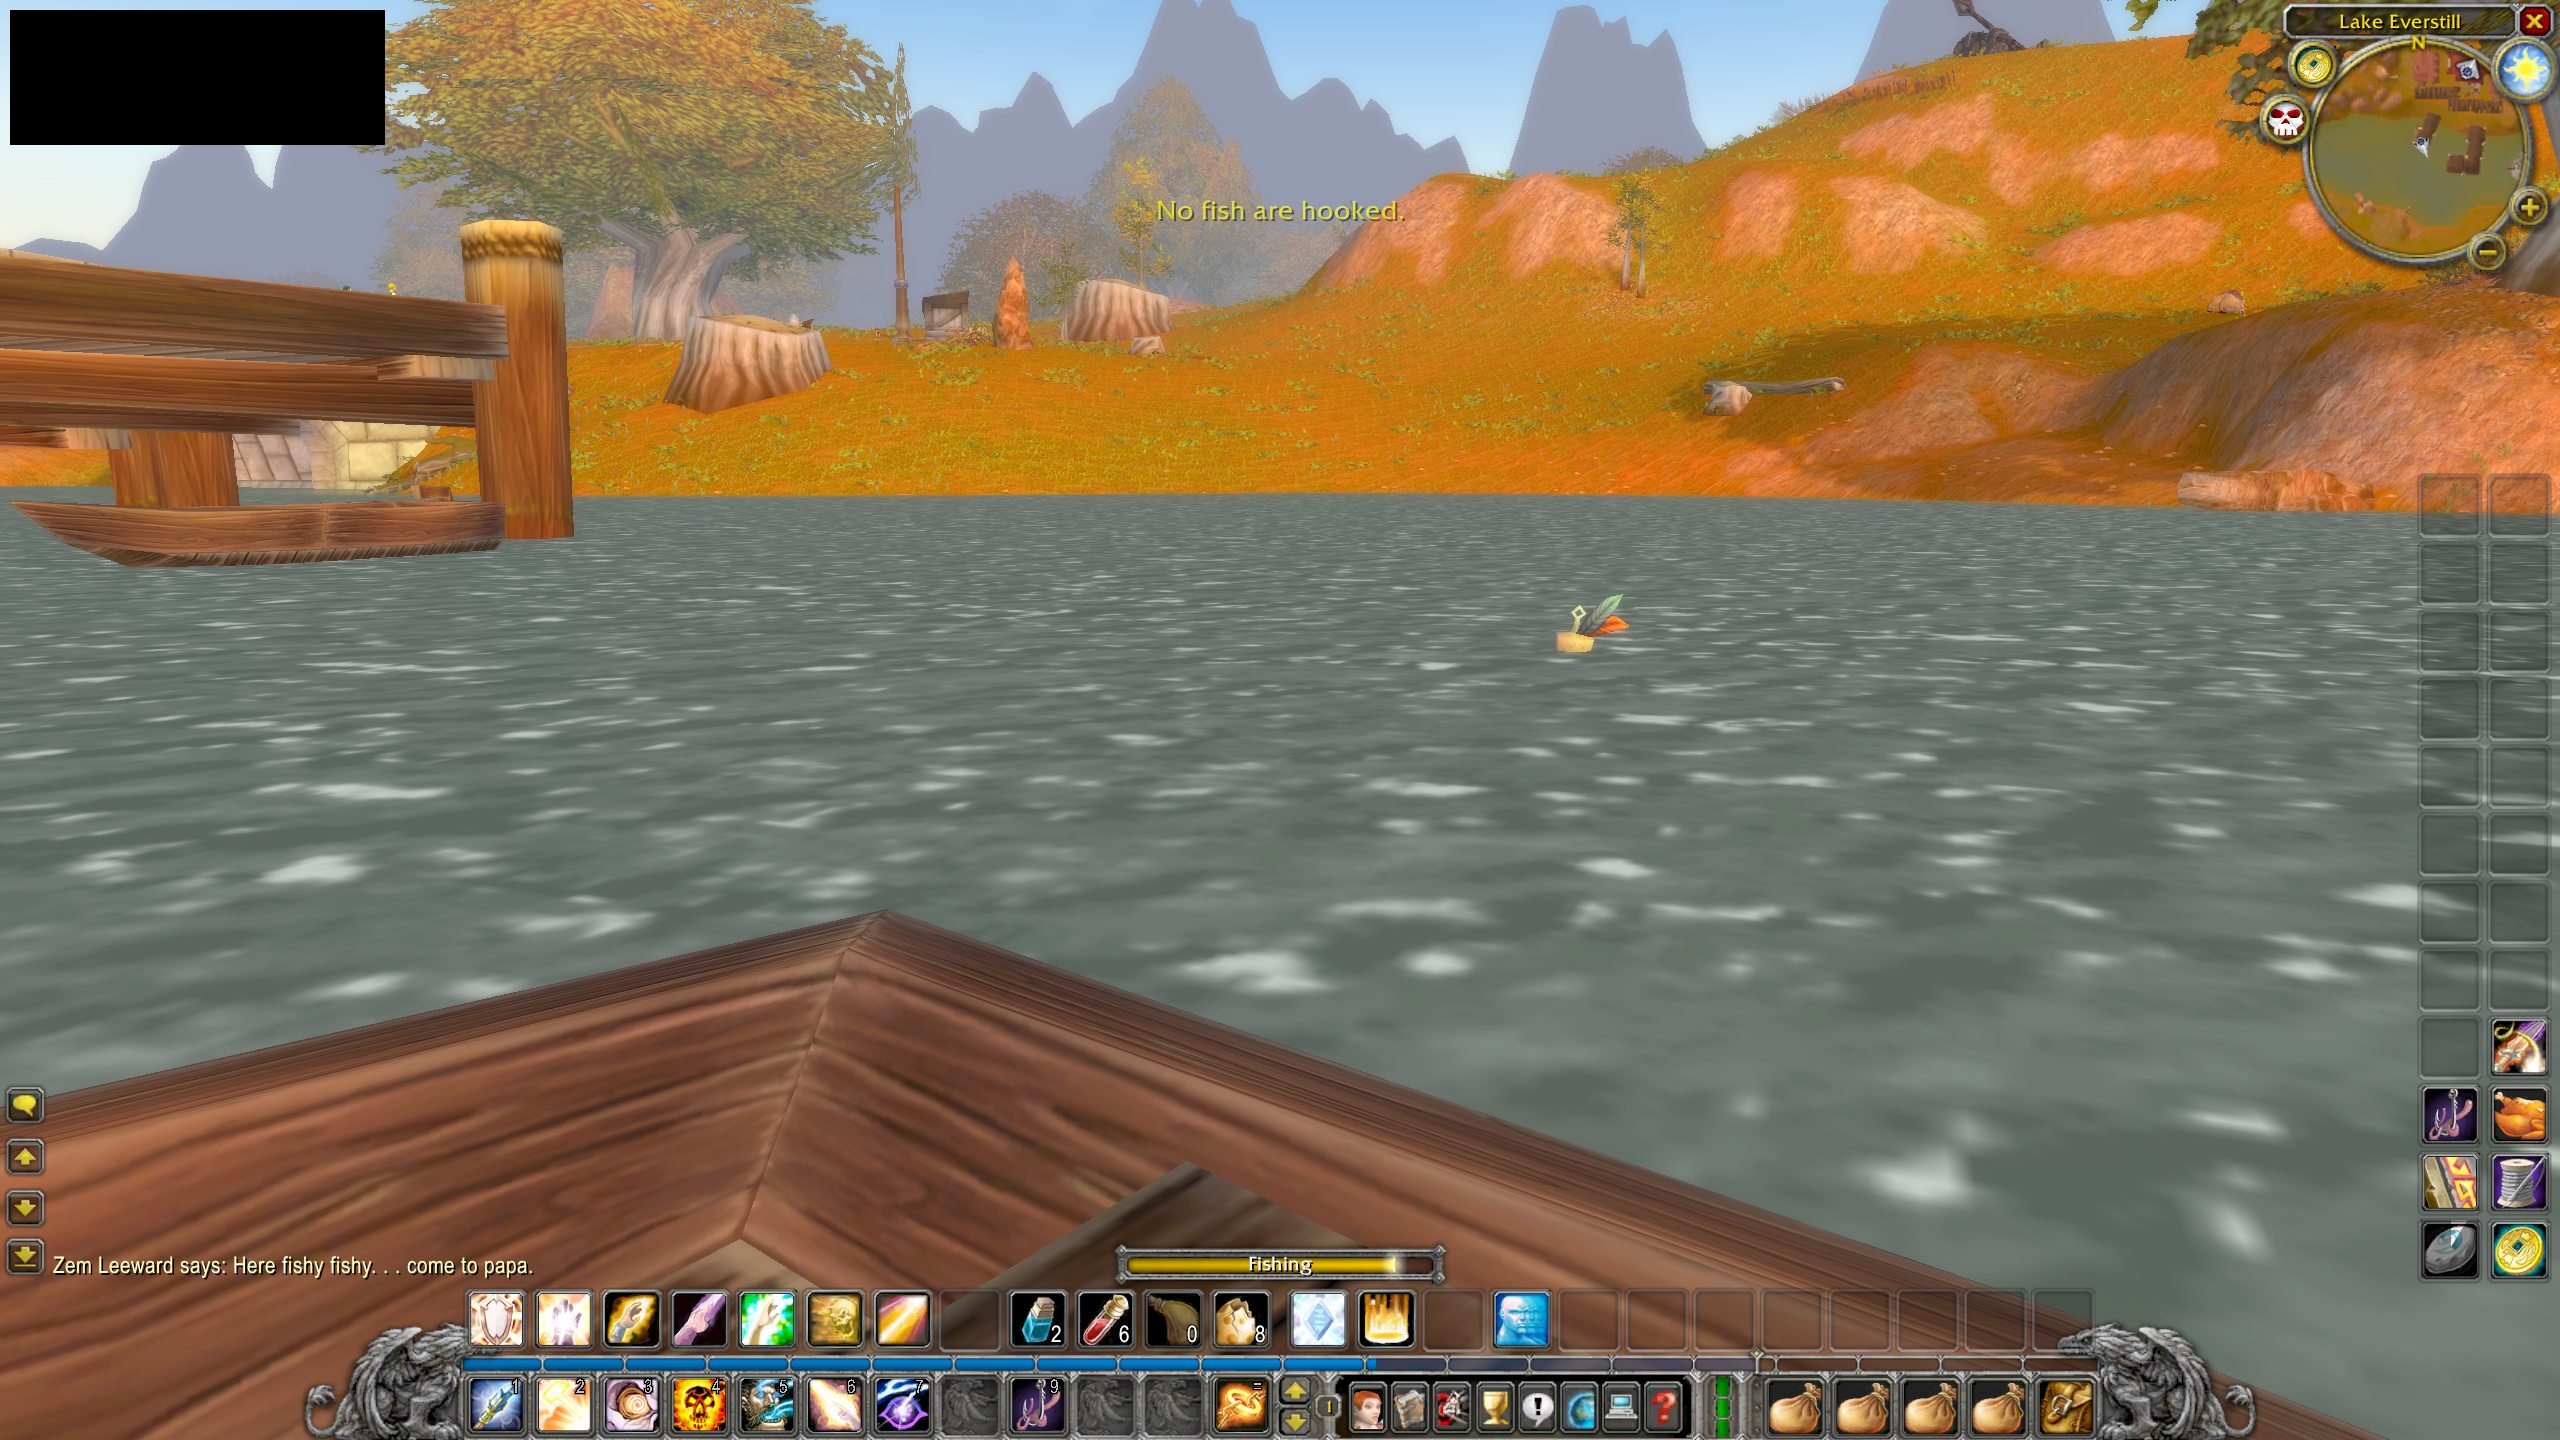 Lake Everstill
N
No fish are hooked.
Zem Leeward says: Here fishy fishy. . . come to papa.
Fishing
2
6
0
8
1
2
3
4
5
6
7
9
=
1